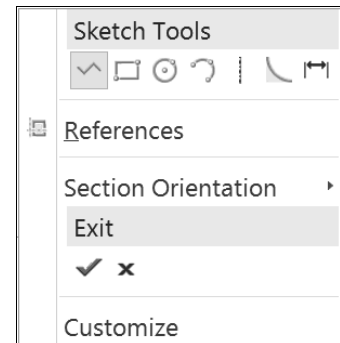 Sketch Tools
References
Section Orientation
Exit
Customize